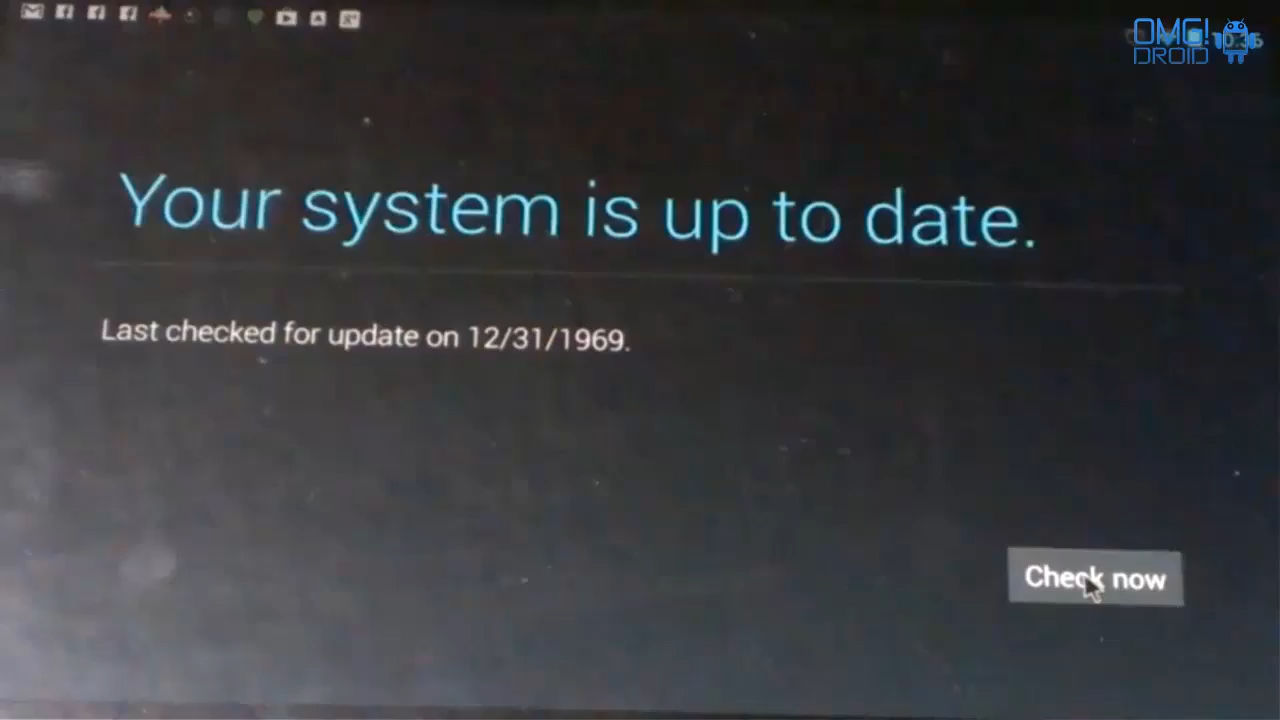 OMG!
DROID
Your system is up to date.
Last checked for update on 12/31/1969.
Check now